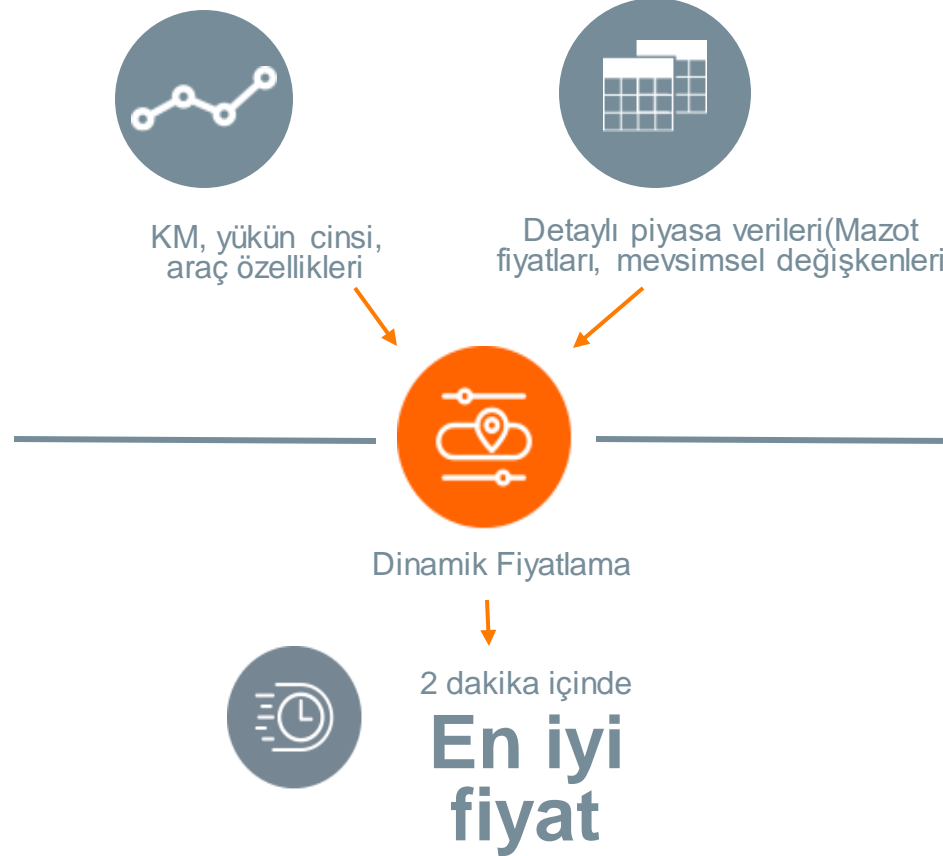 KM, yükün cinsi,
araç özellikleri
Detaylı piyasa verileri(Mazot
fiyatları, mevsimsel değişkenleri
Dinamik Fiyatlama
2 dakika içinde
En iyi
fiyat